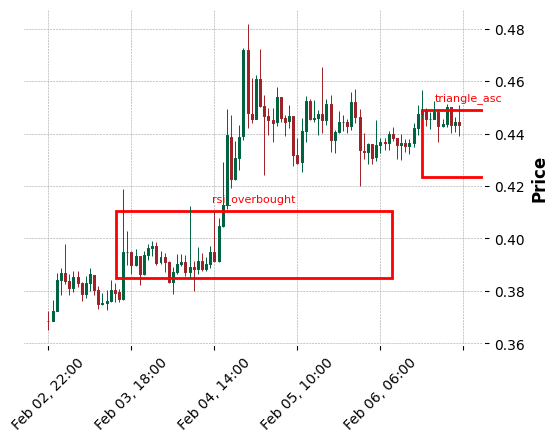 0.48
0.46
triangle_asc
0.44
Price
0.42
rsi_overbought
0.40
0.38
0.36
Feb 02, 22:00
Feb 03, 18:00
Feb 04, 14:00
Feb 05, 10:00
Feb 06, 06:00